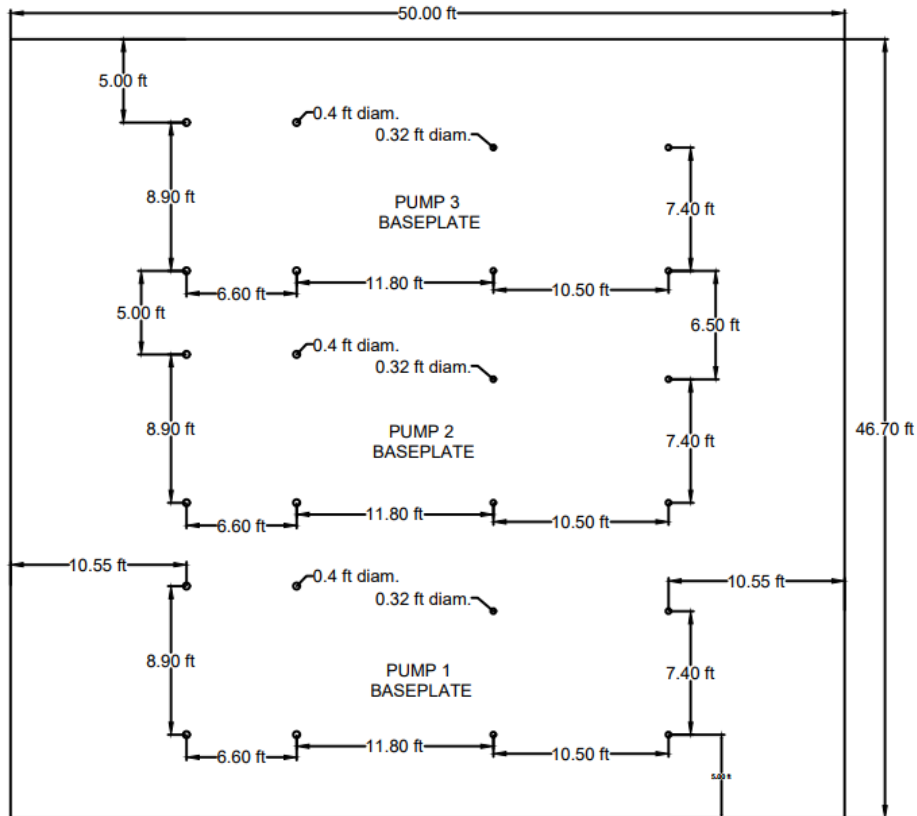 50.00 ft
5.00 ft
0.4 ft diam.
0.32 ft diam.
8.90 ft
PUMP 3
BASEPLATE
7.40 ft
6.60 ft
11.80 ft
10.50 ft
5.00 ft
6.50 ft
0.4 ft diam.
0.32 ft diam.
8.90 ft
PUMP 2
BASEPLATE
7.40 ft
46.70 ft
6.60 ft
11.80 ft
10.50 ft
10.55 ft
0.4 ft diam.
0.32 ft diam.
10.55 ft
8.90 ft
PUMP 1
BASEPLATE
7.40 ft
6.60 ft
11.80 ft
10.50 ft
5.00 ft